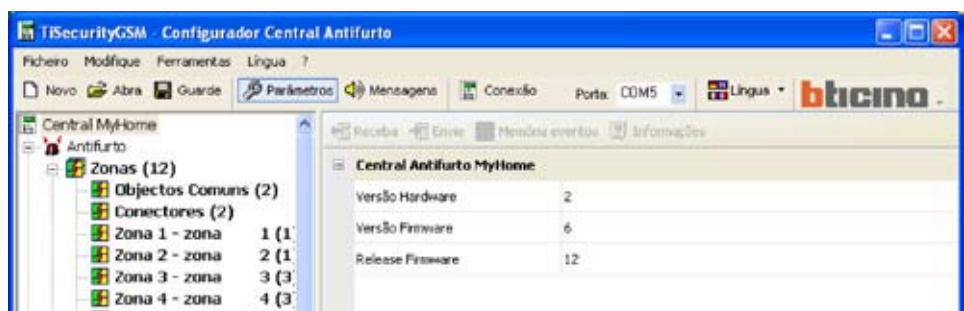 TiSecurityGSM - Configurador Central Antifurto
Ficheiro Modifique Ferramentas Língua ?
Novo Abra Guarde Parâmetros Mensagens Conexão Porta: COM5 Língua bticino
Central MyHome
Receba Envie Memória eventos Informações
Antifurto
Central Antifurto MyHome
Zonas (12)
Objectos Comuns (2)
Versão Hardware 2
Conectores (2)
Zona 1 - zona 1 (1
Versão Firmware 6
Zona 2 - zona 2 (1
Release Firmware 12
Zona 3 - zona 3 (3
Zona 4 - zona 4 (3